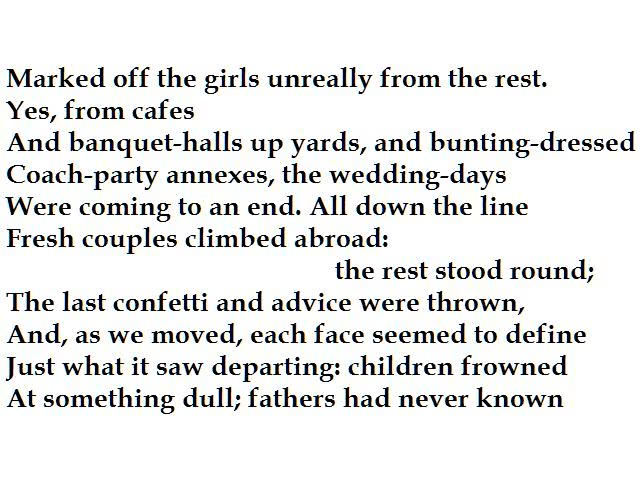 Marked off the girls unreally from the rest.
Yes, from cafes
And banquet-halls up yards, and bunting-dressed
Coach-party annexes, the wedding-days
Were coming to an end. All down the line
Fresh couples climbed abroad:
the rest stood round;
The last confetti and advice were thrown,
And, as we moved, each face seemed to define
Just what it saw departing: children frowned
At something dull; fathers had never known